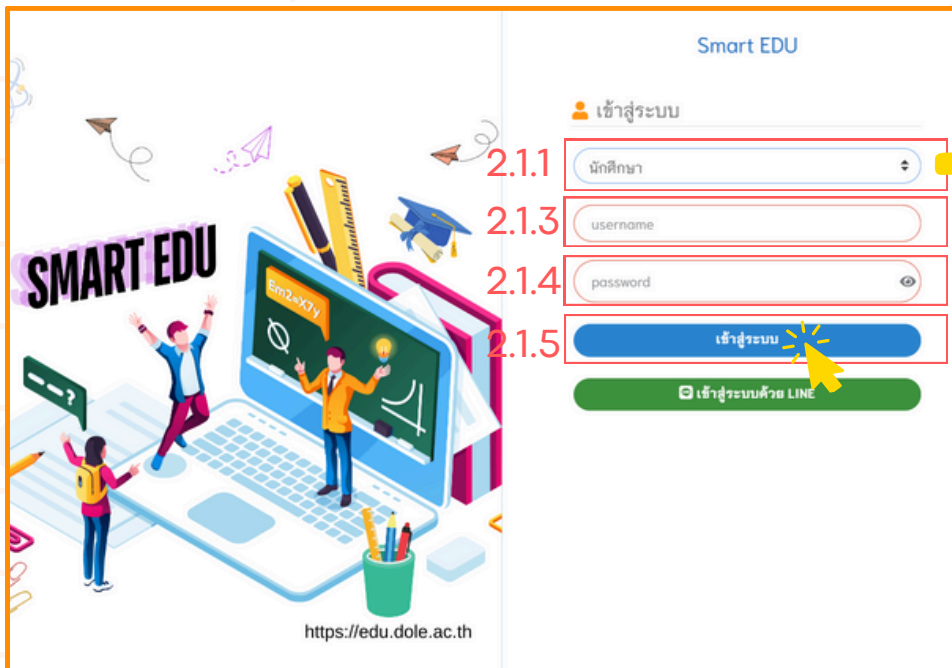 Smart EDU
เข้าสู่ระบบ
2.1.1
นักศึกษา
2.1.3
username
2.1.4
password
2.1.5
เข้าสู่ระบบ
เข้าสู่ระบบด้วย LINE
SMART EDU
Em2=X7y
--?
https://edu.dole.ac.th